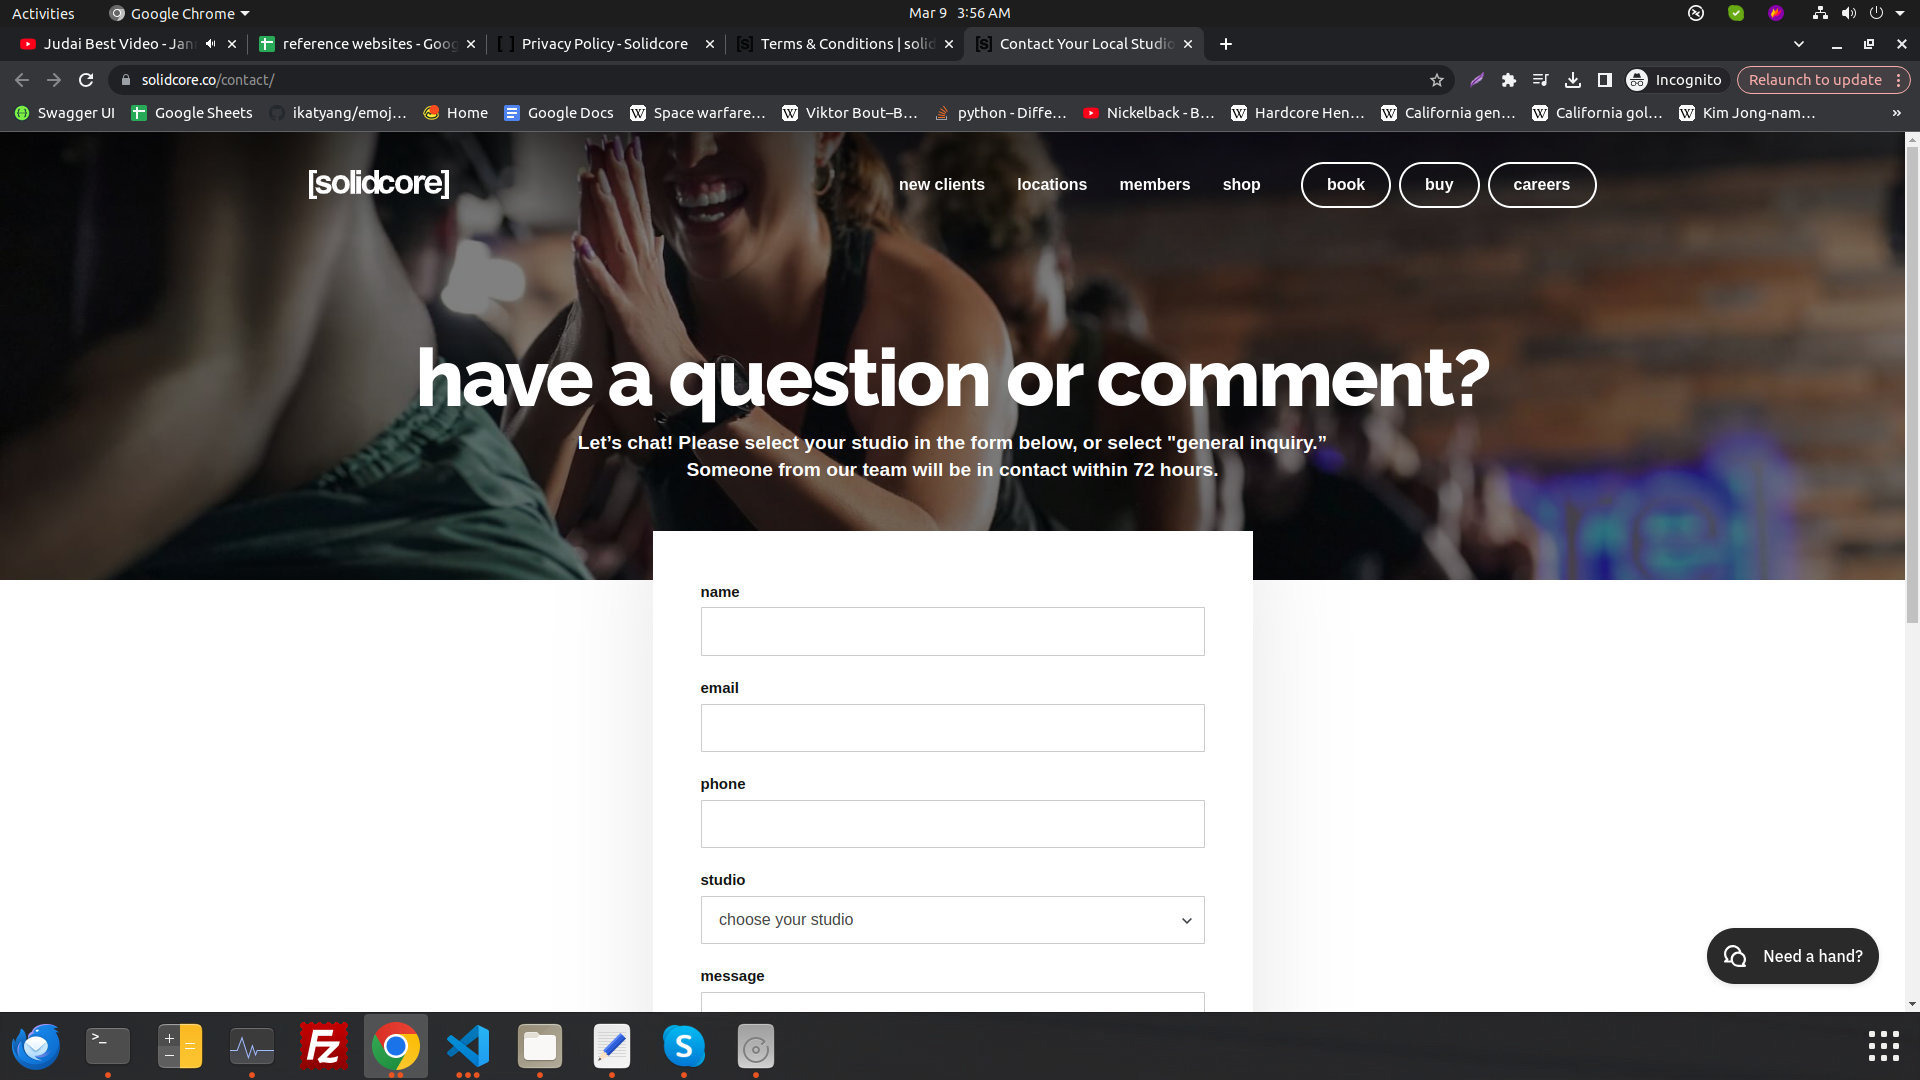 Activities
Google Chrome
Mar 9 3:56 AM
Judai Best Video - Jan
reference websites - Goog
Privacy Policy - Solidcore
Terms & Conditions | solid
Contact Your Local Studio
solidcore.co/contact/
Incognito
Relaunch to update
Swagger UI
Google Sheets
ikatyang/emoj…
Home
Google Docs
Space warfare…
Viktor Bout–B…
python - Diffe…
Nickelback - B…
Hardcore Hen…
California gen…
California gol…
Kim Jong-nam…
»
[solidcore]
new clients
locations
members
shop
book
buy
careers
have a question or comment?
Let’s chat! Please select your studio in the form below, or select "general inquiry.”
Someone from our team will be in contact within 72 hours.
name
email
phone
studio
choose your studio
message
Need a hand?